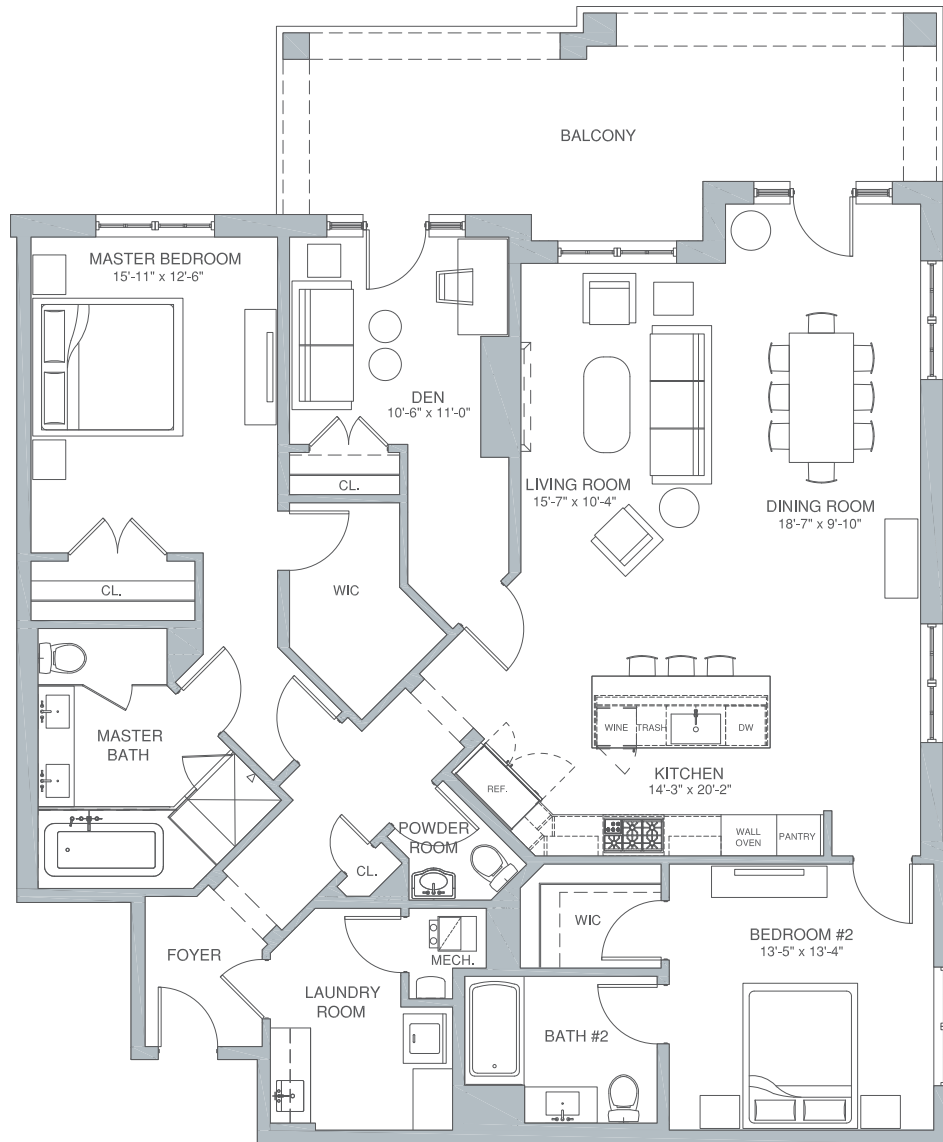 BALCONY
MASTER BEDROOM
15'-11" x 12'-6"
DEN
10'-6" x 11'-0"
CL.
LIVING ROOM
15'-7" x 10'-4"
DINING ROOM
18'-7" x 9'-10"
CL.
WIC
MASTER
BATH
WINE
TRASH
DW
KITCHEN
14'-3" x 20'-2"
REF.
POWDER
ROOM
WALL
OVEN
PANTRY
CL.
WIC
BEDROOM #2
13'-5" x 13'-4"
FOYER
MECH.
LAUNDRY
ROOM
BATH #2